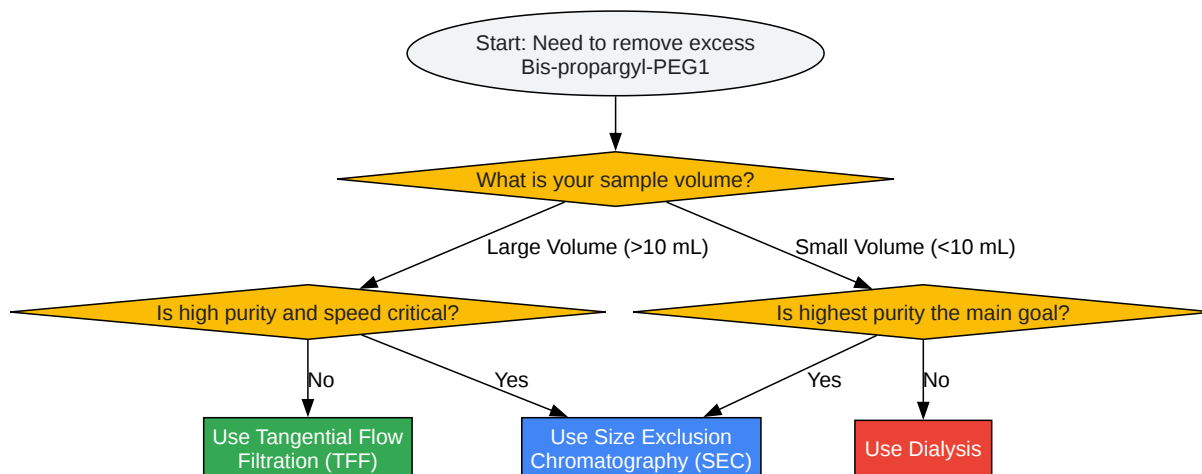 Start: Need to remove excess
Bis-propargyl-PEG1
What is your sample volume?
Large Volume (>10 mL)
Small Volume (<10 mL)
Is high purity and speed critical?
Is highest purity the main goal?
No
Yes
Yes
No
Use Tangential Flow
Filtration (TFF)
Use Size Exclusion
Chromatography (SEC)
Use Dialysis